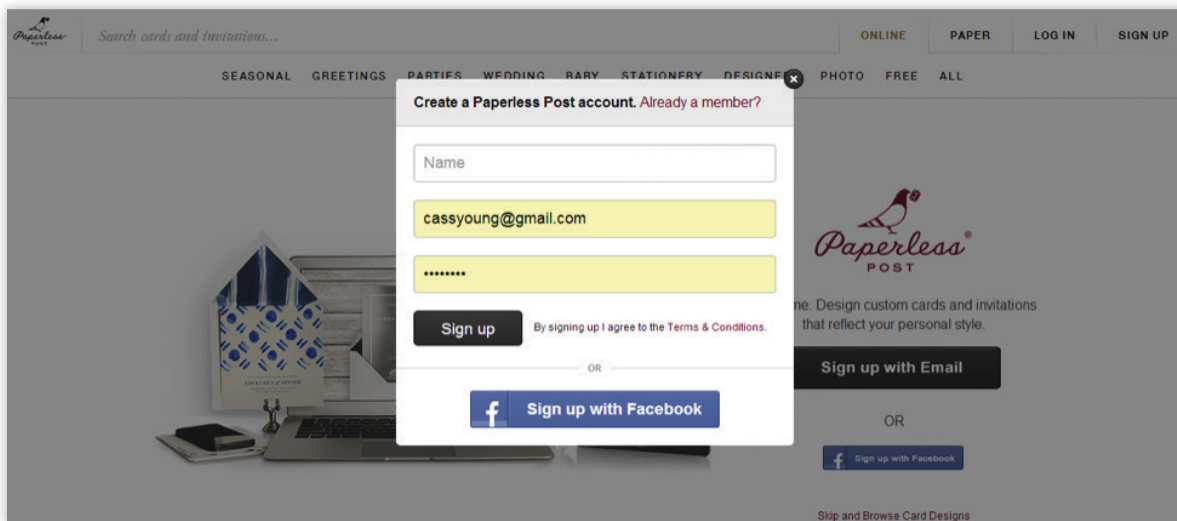 Paperless
POST
Search cards and invitations...
ONLINE PAPER LOG IN SIGN UP
SEASONAL GREETINGS PARTIES WEDDING BABY STATIONERY DESIGNE PHOTO FREE ALL
Create a Paperless Post account. Already a member?
Name
cassyoung@gmail.com
••••••••
Sign up By signing up I agree to the Terms & Conditions.
OR
f Sign up with Facebook
Paperless®
POST
me. Design custom cards and invitations
that reflect your personal style.
Sign up with Email
OR
f Sign up with Facebook
Skip and Browse Card Designs